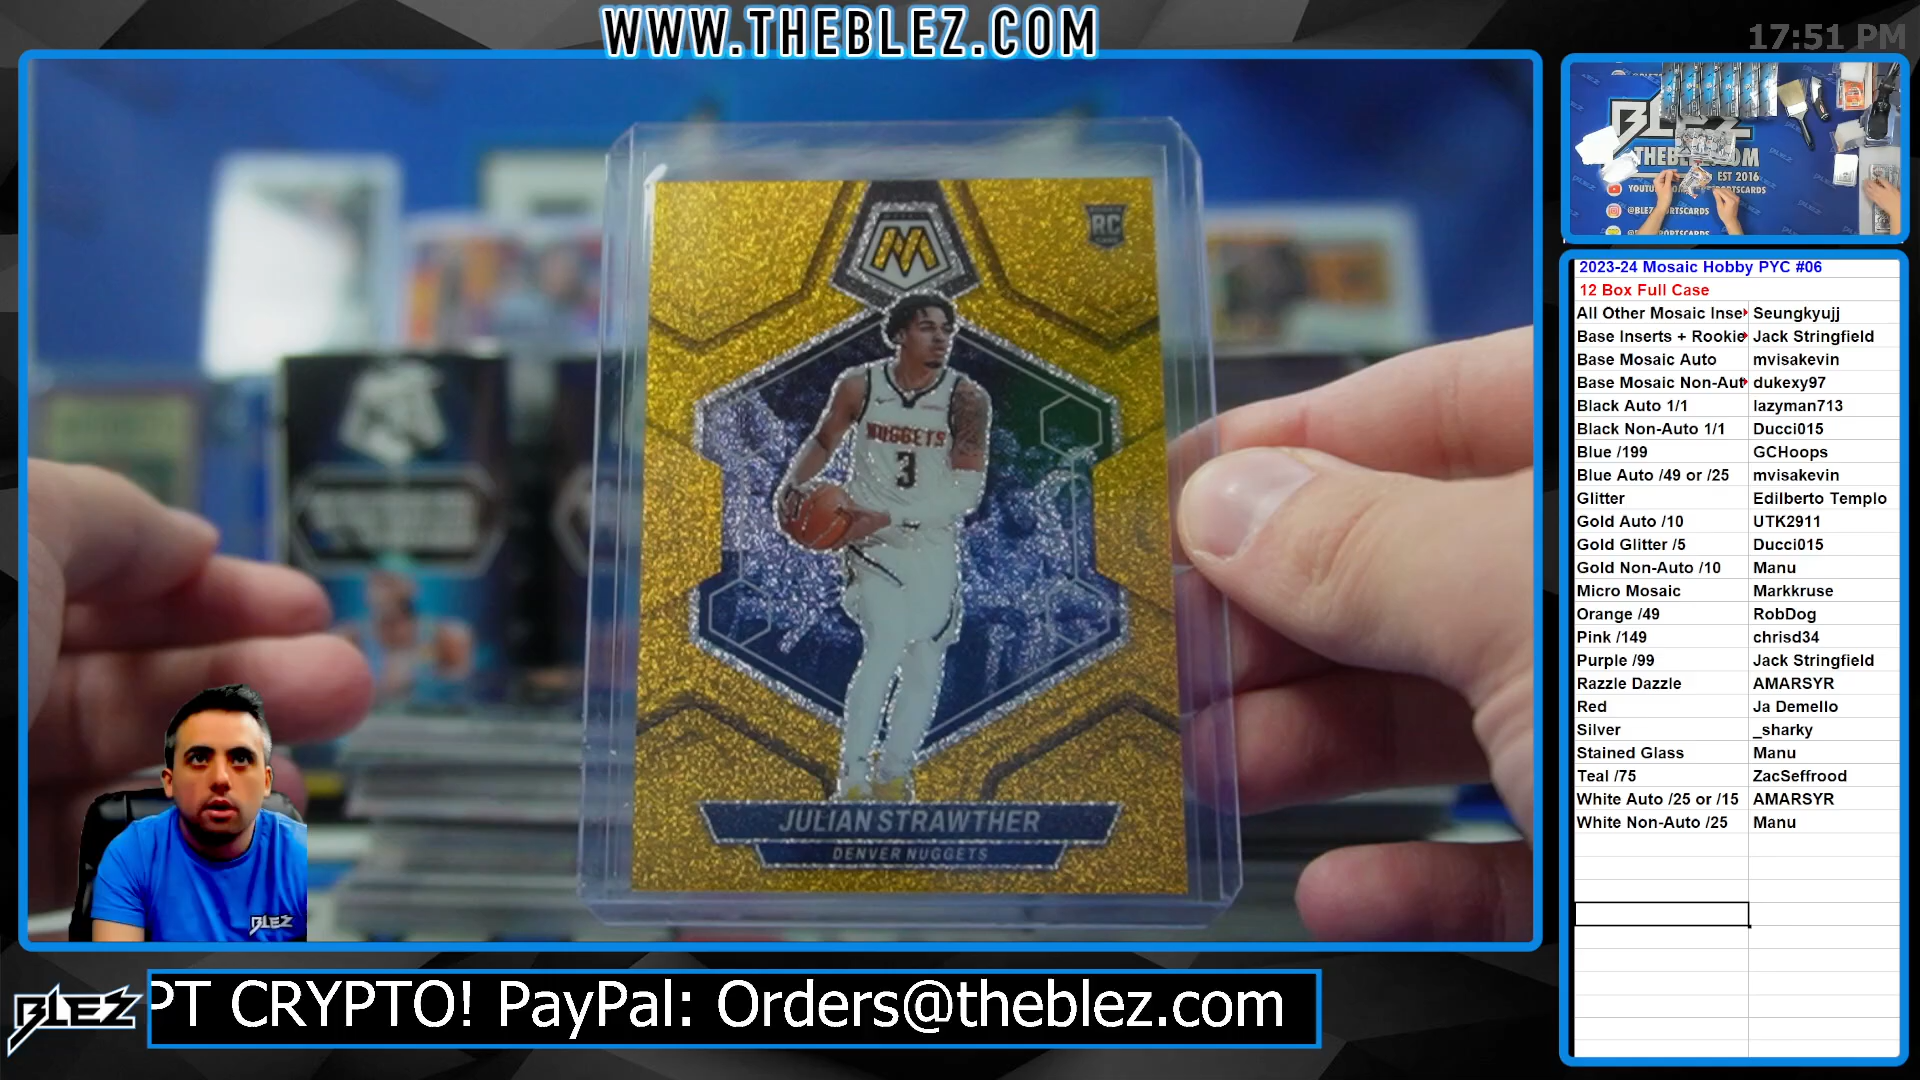 WWW.THEBLEZ.COM
17:51 PM
RC
NUGGETS
3
JULIAN STRAWTHER
DENVER NUGGETS
BLEZ
THEBLEZ.COM
EST 2016
2023-24 Mosaic Hobby PYC #06
12 Box Full Case
All Other Mosaic Inse Seungkyujj
Base Inserts + Rookie Jack Stringfield
Base Mosaic Auto mvisakevin
Base Mosaic Non-Aut dukexy97
Black Auto 1/1 lazyman713
Black Non-Auto 1/1 Ducci015
Blue /199 GCHoops
Blue Auto /49 or /25 mvisakevin
Glitter Edilberto Templo
Gold Auto /10 UTK2911
Gold Glitter /5 Ducci015
Gold Non-Auto /10 Manu
Micro Mosaic Markkruse
Orange /49 RobDog
Pink /149 chrisd34
Purple /99 Jack Stringfield
Razzle Dazzle AMARSYR
Red Ja Demello
Silver _sharky
Stained Glass Manu
Teal /75 ZacSeffrood
White Auto /25 or /15 AMARSYR
White Non-Auto /25 Manu
BLEZ
BLEZ
PT CRYPTO! PayPal: Orders@theblez.com